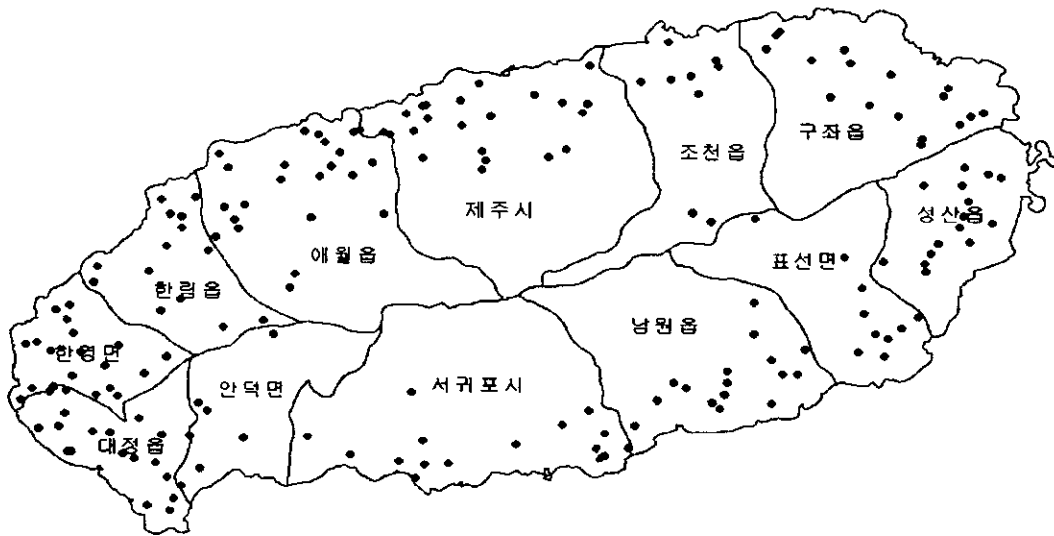 구좌읍
조천읍
제주시
성산읍
애월읍
표선면
한림읍
남원읍
한경면
안덕면
서귀포시
대정읍